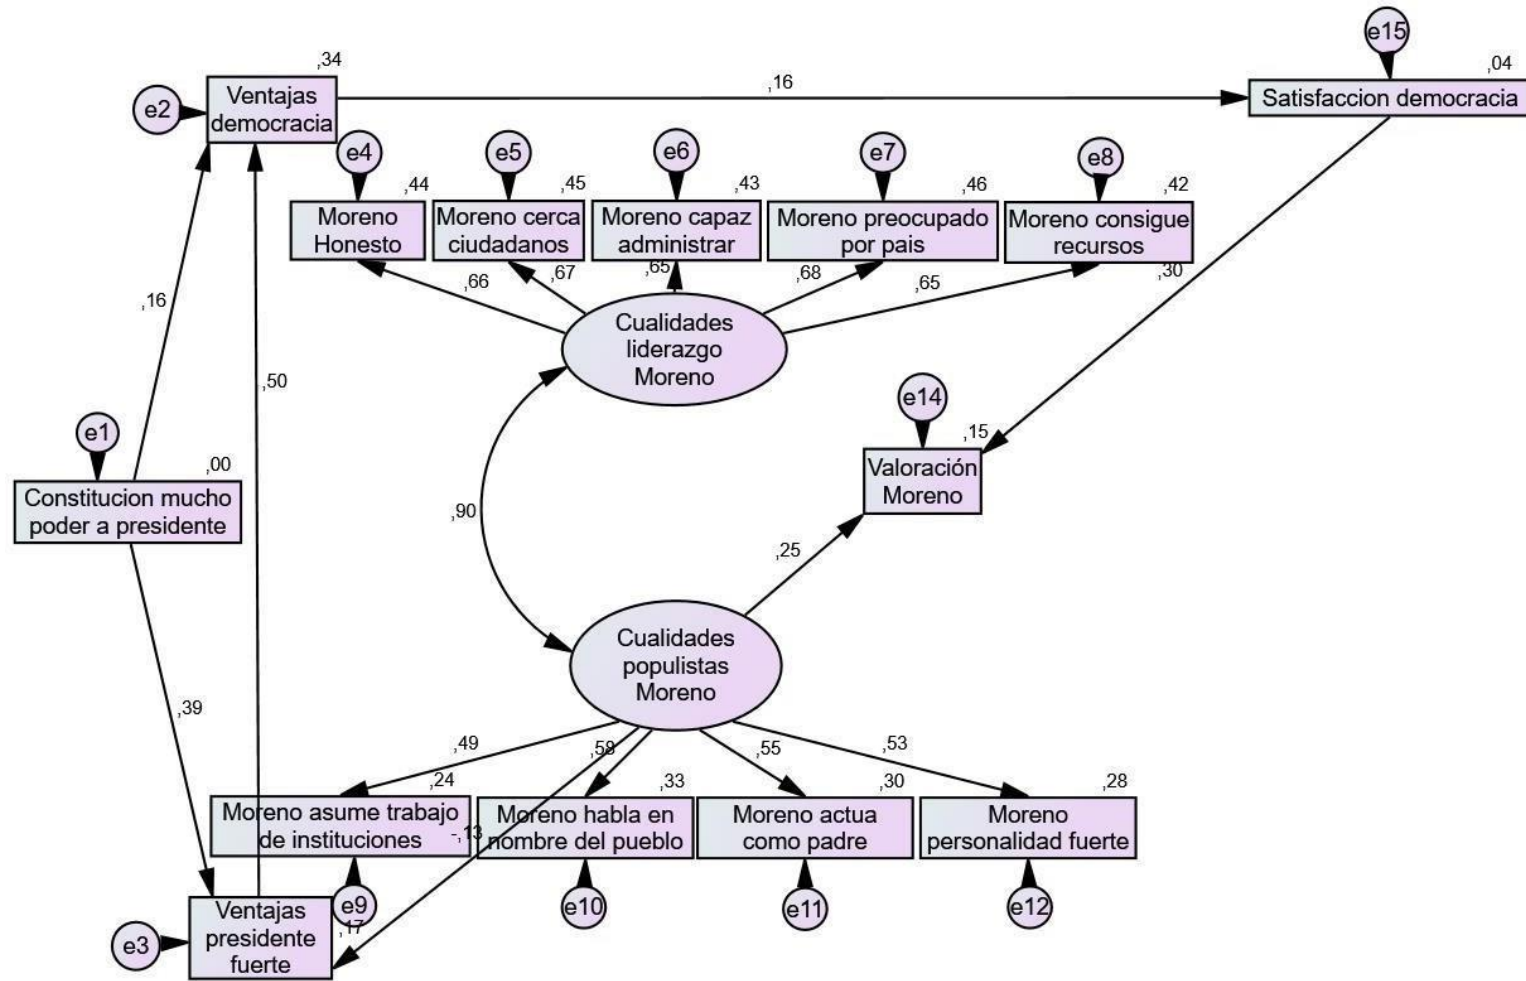 e15
,34
,04
e2
Ventajas
democracia
,16
Satisfaccion democracia
e4
e5
e6
e7
e8
,44
,45
,43
,46
,42
Moreno
Honesto
Moreno cerca
ciudadanos
Moreno capaz
administrar
Moreno preocupado
por pais
Moreno consigue
recursos
,66
,67
,65
,68
,65
,30
,16
Cualidades
liderazgo
Moreno
,50
e14
e1
,15
,00
Valoración
Moreno
Constitucion mucho
poder a presidente
,90
,25
Cualidades
populistas
Moreno
,39
,49
,58
,55
,53
,24
,33
,30
,28
Moreno asume trabajo
de instituciones
-,13
Moreno habla en
nombre del pueblo
Moreno actua
como padre
Moreno
personalidad fuerte
e9
e10
e11
e12
,17
e3
Ventajas
presidente
fuerte